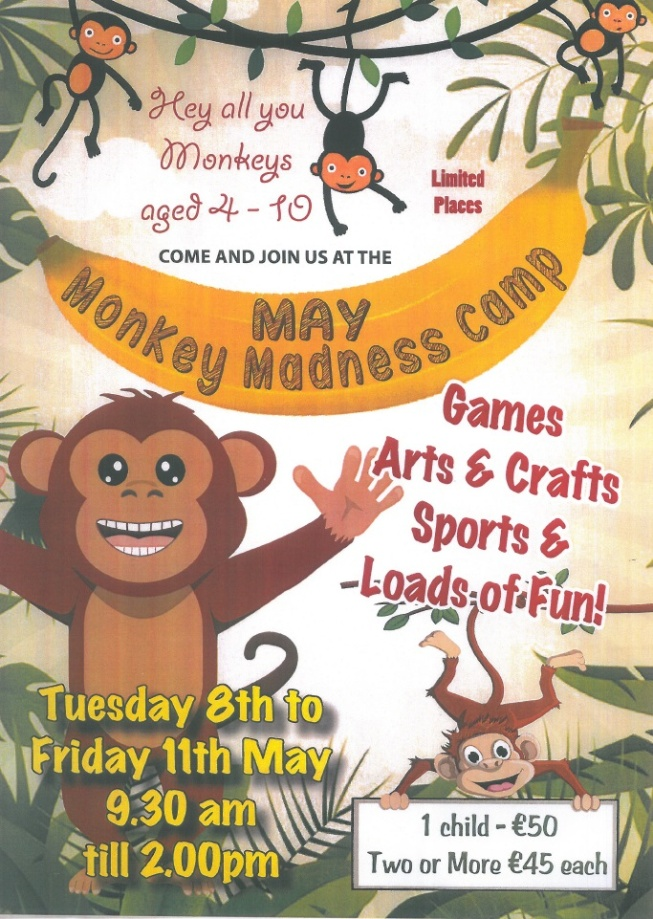 Hey all you
Monkeys
aged 4 - 10
Limited
Places
COME AND JOIN US AT THE
MAY
Monkey Madness Camp
Games
Arts & Crafts
Sports &
Loads of Fun!
Tuesday 8th to
Friday 11th May
9.30 am
till 2.00pm
1 child - €50
Two or More €45 each